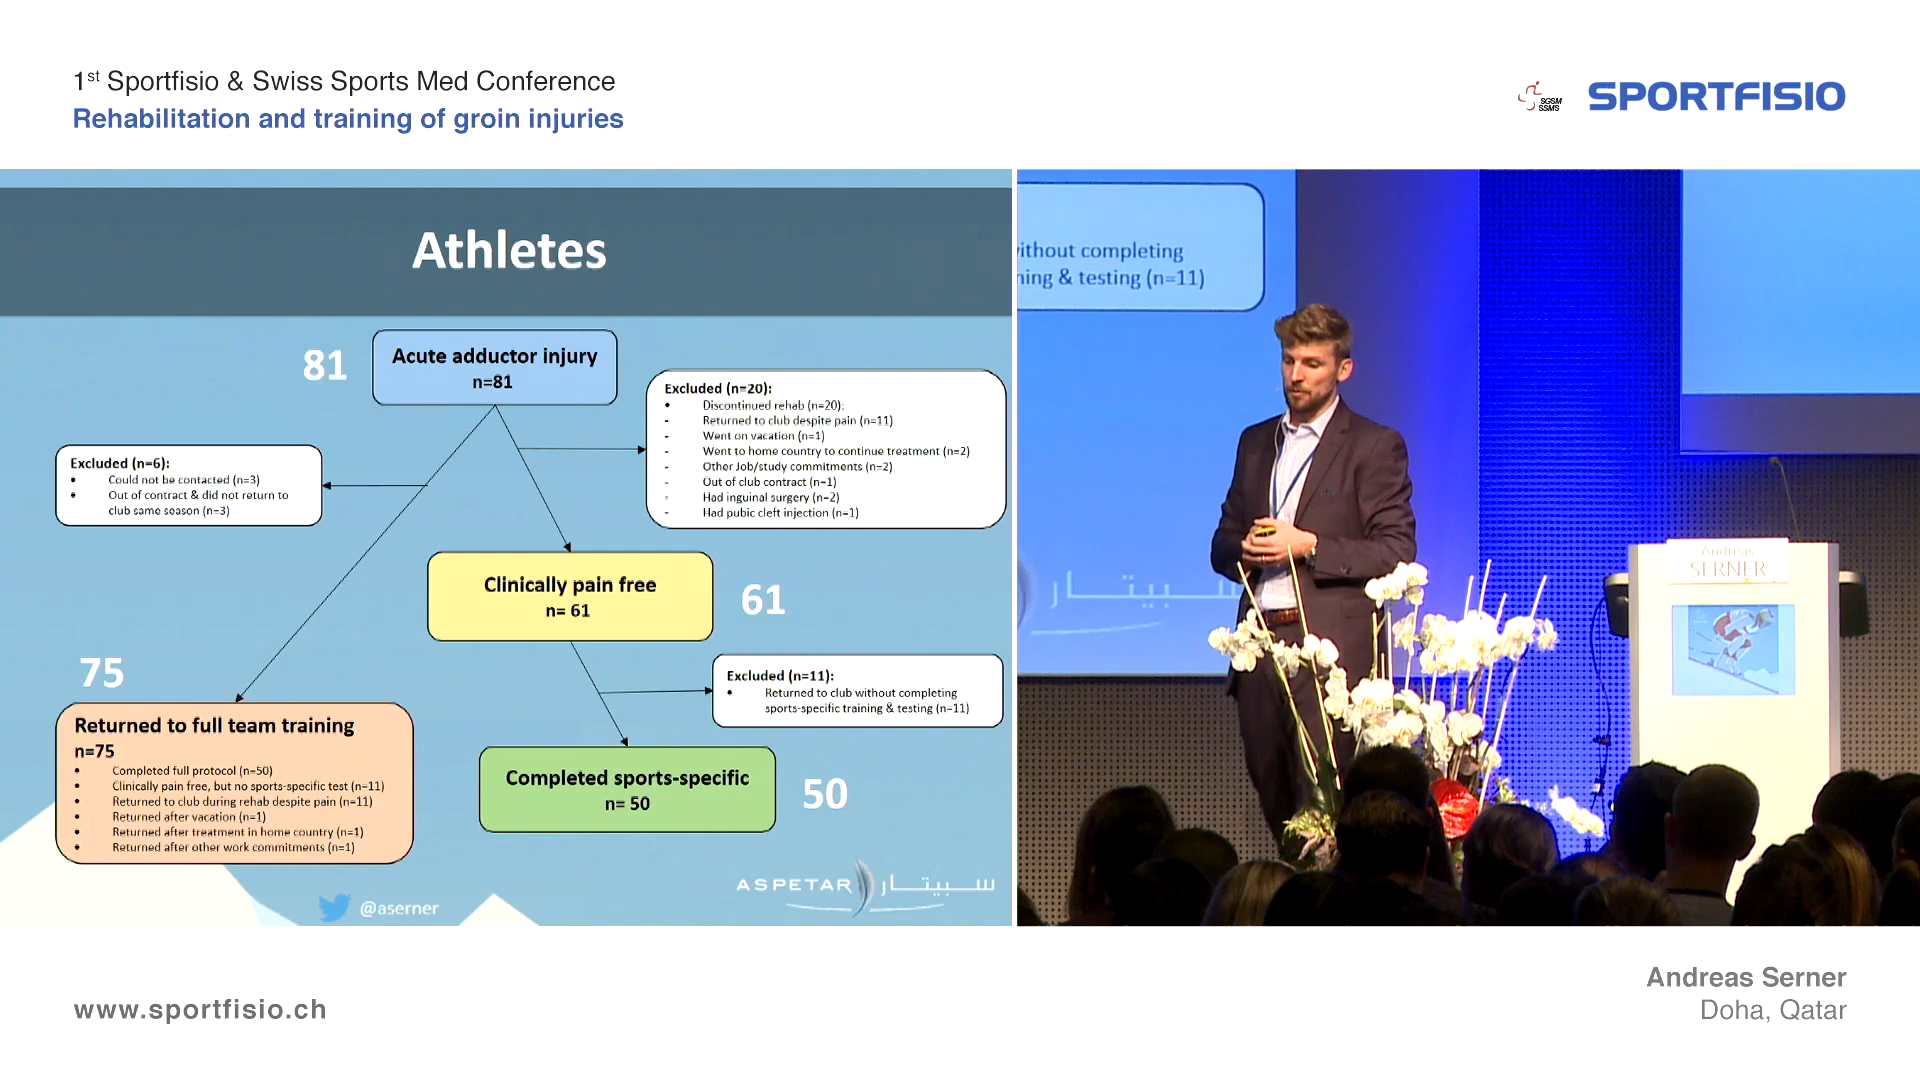 1st Sportfisio & Swiss Sports Med Conference
Rehabilitation and training of groin injuries
SGSM
SSMS
SPORTFISIO
Athletes
81
Acute adductor injury
n=81
Excluded (n=20):
• Discontinued rehab (n=20):
- Returned to club despite pain (n=11)
- Went on vacation (n=1)
- Went to home country to continue treatment (n=2)
- Other Job/study commitments (n=2)
- Out of club contract (n=1)
- Had inguinal surgery (n=2)
- Had pubic cleft injection (n=1)
Excluded (n=6):
• Could not be contacted (n=3)
• Out of contract & did not return to
club same season (n=3)
Clinically pain free
n= 61
61
75
Excluded (n=11):
• Returned to club without completing
sports-specific training & testing (n=11)
Returned to full team training
n=75
• Completed full protocol (n=50)
• Clinically pain free, but no sports-specific test (n=11)
• Returned to club during rehab despite pain (n=11)
• Returned after vacation (n=1)
• Returned after treatment in home country (n=1)
• Returned after other work commitments (n=1)
Completed sports-specific
n= 50
50
ASPETAR سبيتار
@aserner
ithout completing
ning & testing (n=11)
سبيتار
Andreas
SERNER
www.sportfisio.ch
Andreas Serner
Doha, Qatar